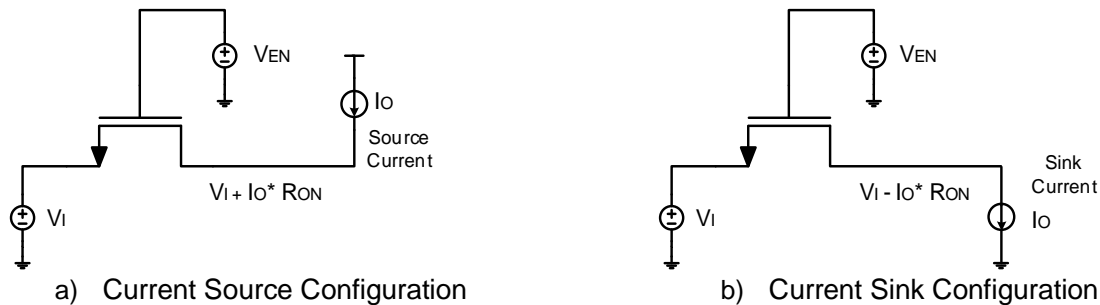 VEN
IO
Source
Current
VI + IO* RON
VI
a) Current Source Configuration
VEN
Sink
Current
VI - IO* RON
IO
VI
b) Current Sink Configuration